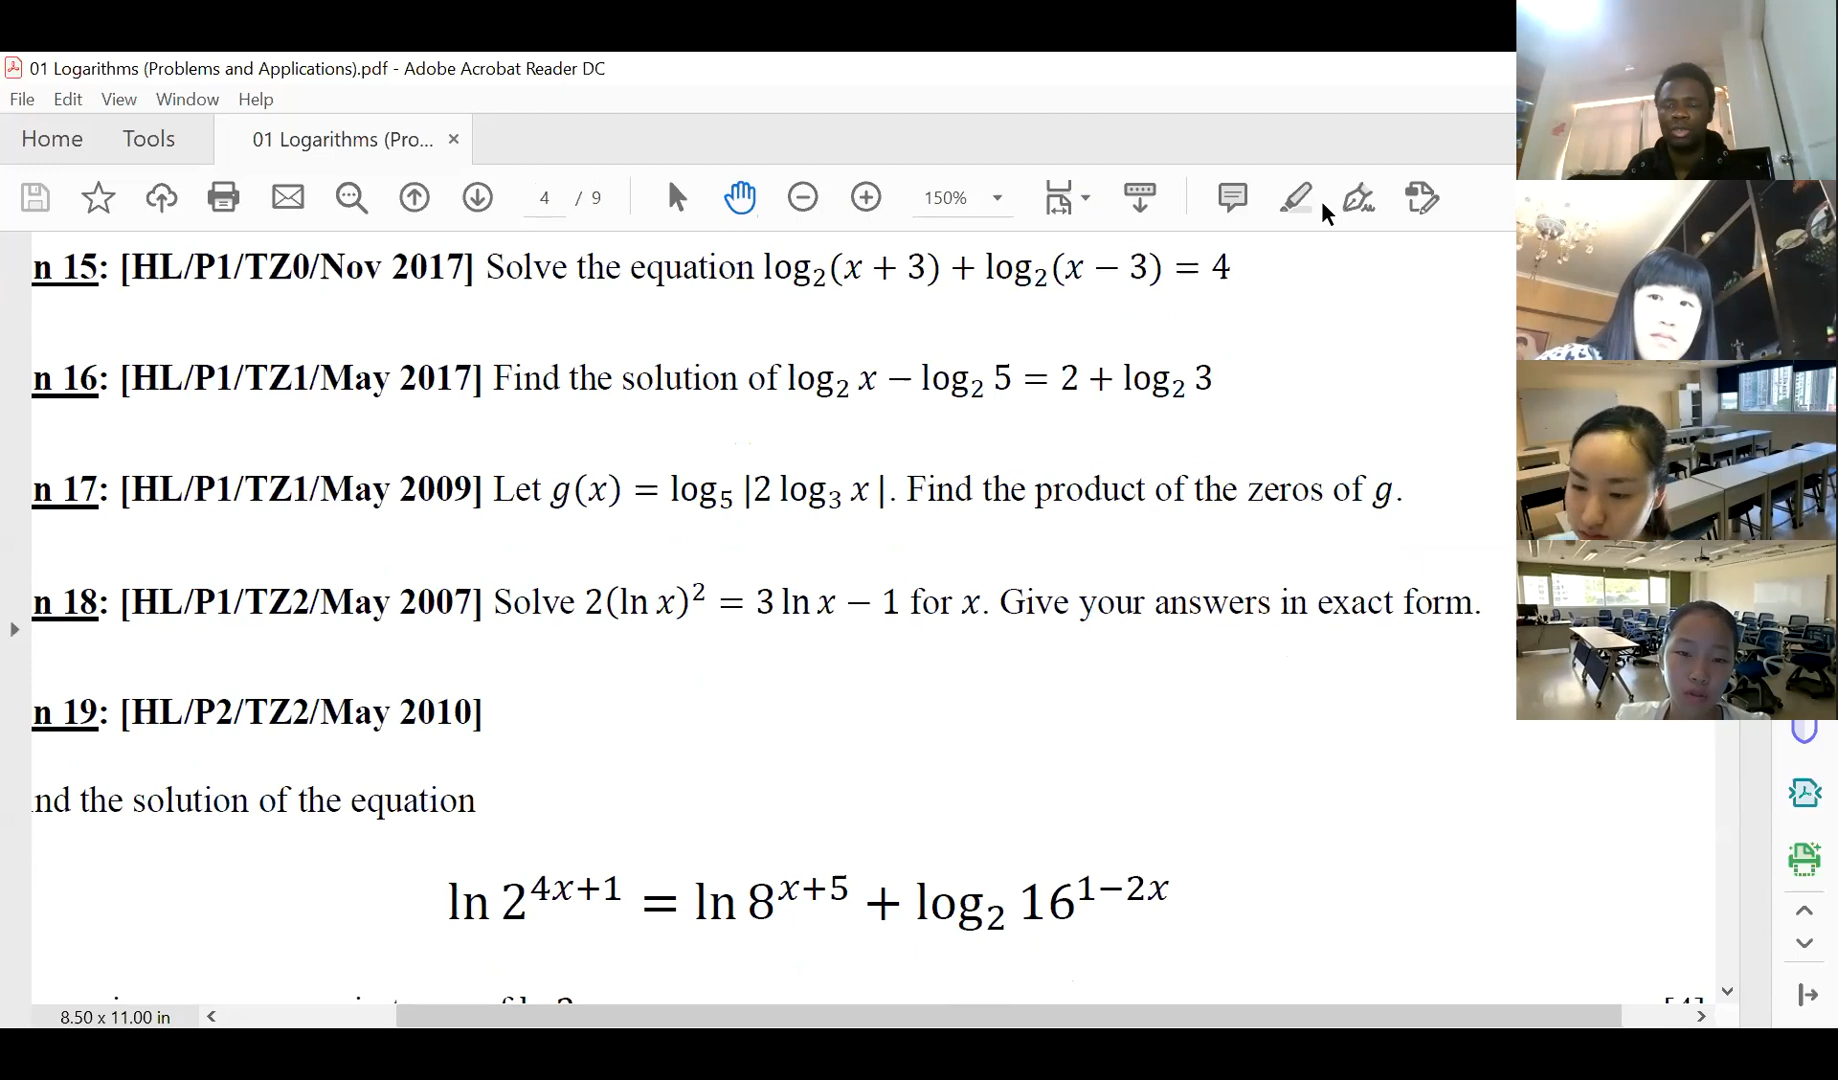 01 Logarithms (Problems and Applications).pdf - Adobe Acrobat Reader DC
File Edit View Window Help
Home Tools 01 Logarithms (Pro... ×
4 / 9 150%
n 15: [HL/P1/TZ0/Nov 2017] Solve the equation log₂(x + 3) + log₂(x − 3) = 4
n 16: [HL/P1/TZ1/May 2017] Find the solution of log₂ x − log₂ 5 = 2 + log₂ 3
n 17: [HL/P1/TZ1/May 2009] Let g(x) = log₅ |2 log₃ x |. Find the product of the zeros of g.
n 18: [HL/P1/TZ2/May 2007] Solve 2(ln x)² = 3 ln x − 1 for x. Give your answers in exact form.
n 19: [HL/P2/TZ2/May 2010]
nd the solution of the equation
ln 2⁴ˣ⁺¹ = ln 8ˣ⁺⁵ + log₂ 16¹⁻²ˣ
8.50 x 11.00 in